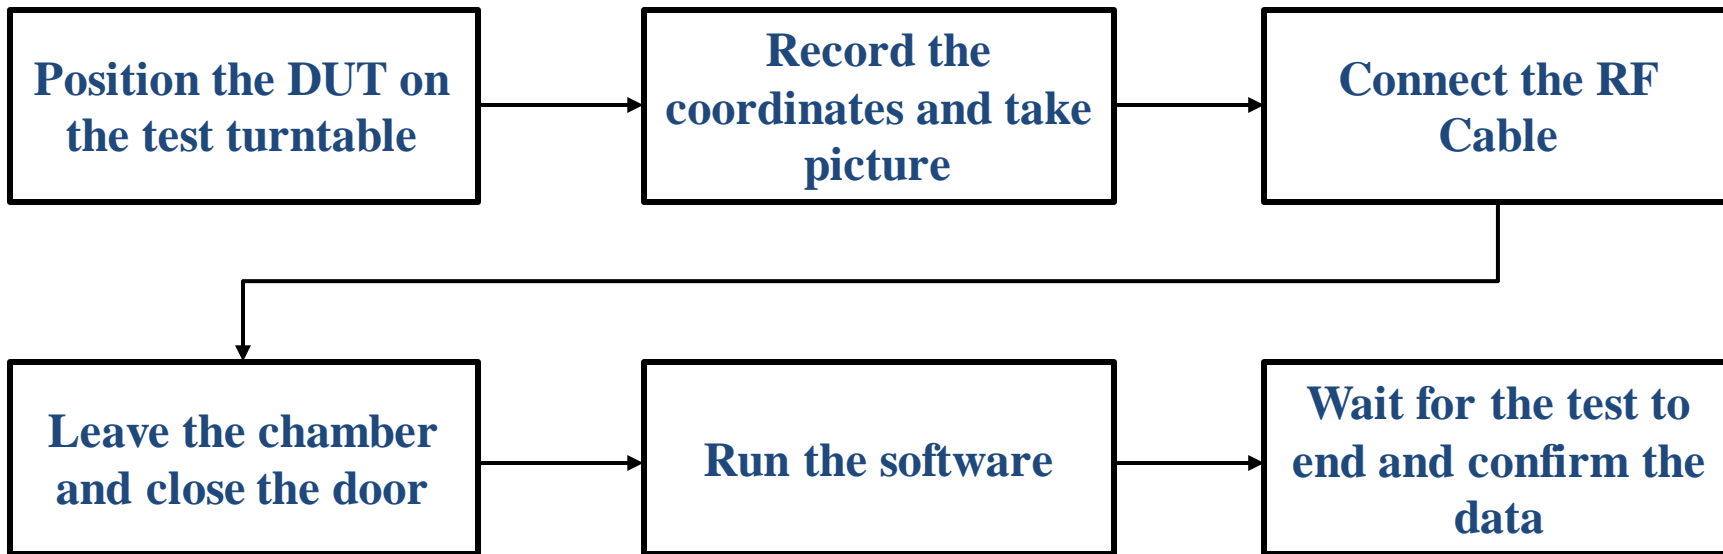 Position the DUT on
the test turntable
Record the
coordinates and take
picture
Connect the RF
Cable
Leave the chamber
and close the door
Run the software
Wait for the test to
end and confirm the
data